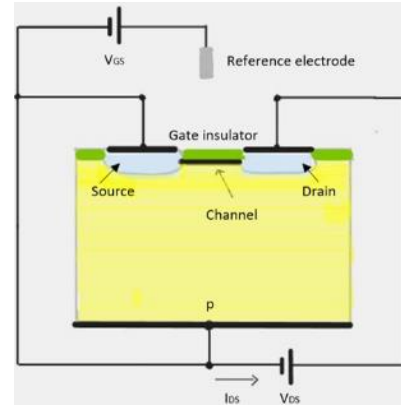 VGS
Reference electrode
Gate insulator
Source
Drain
Channel
p
IDS
VDS